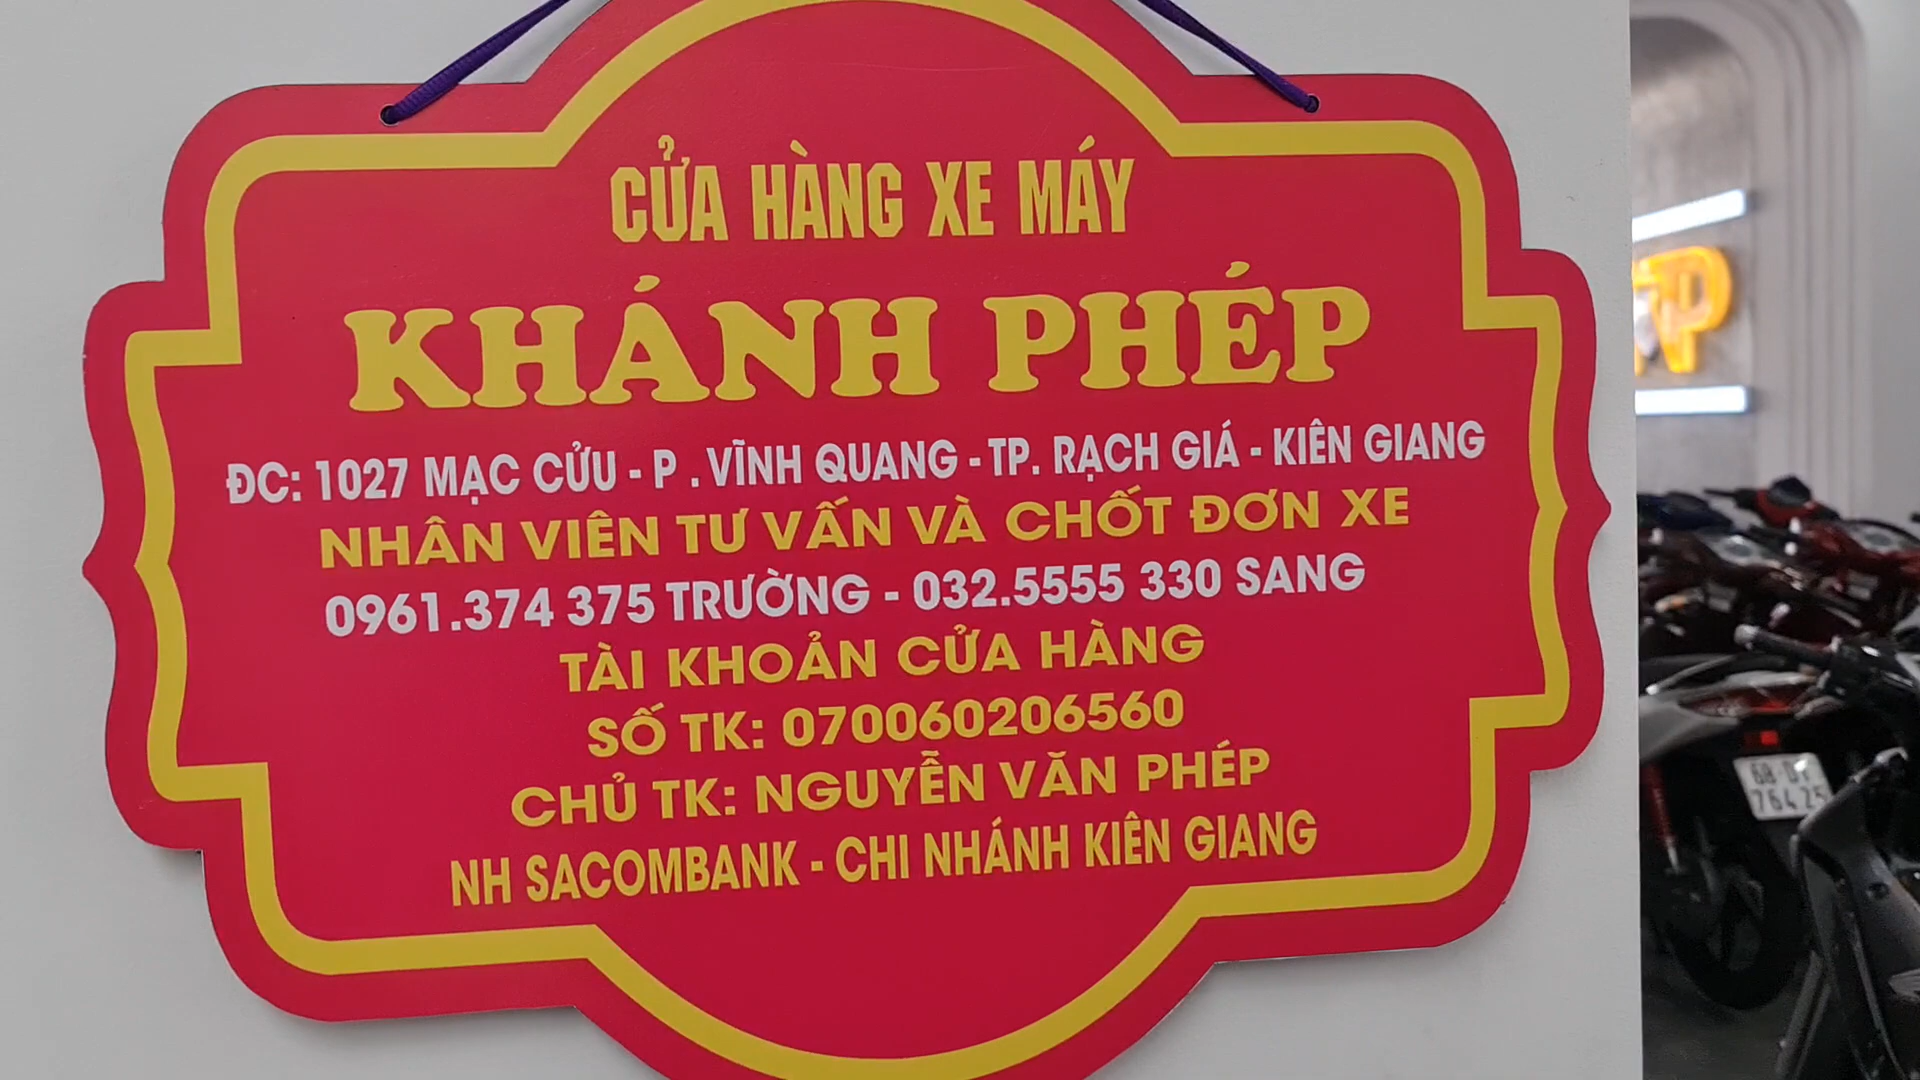 CỬA HÀNG XE MÁY
KHÁNH PHÉP
ĐC: 1027 MẠC CỬU - P . VĨNH QUANG - TP. RẠCH GIÁ - KIÊN GIANG
NHÂN VIÊN TƯ VẤN VÀ CHỐT ĐƠN XE
0961.374 375 TRƯỜNG - 032.5555 330 SANG
TÀI KHOẢN CỬA HÀNG
SỐ TK: 070060206560
CHỦ TK: NGUYỄN VĂN PHÉP
NH SACOMBANK - CHI NHÁNH KIÊN GIANG